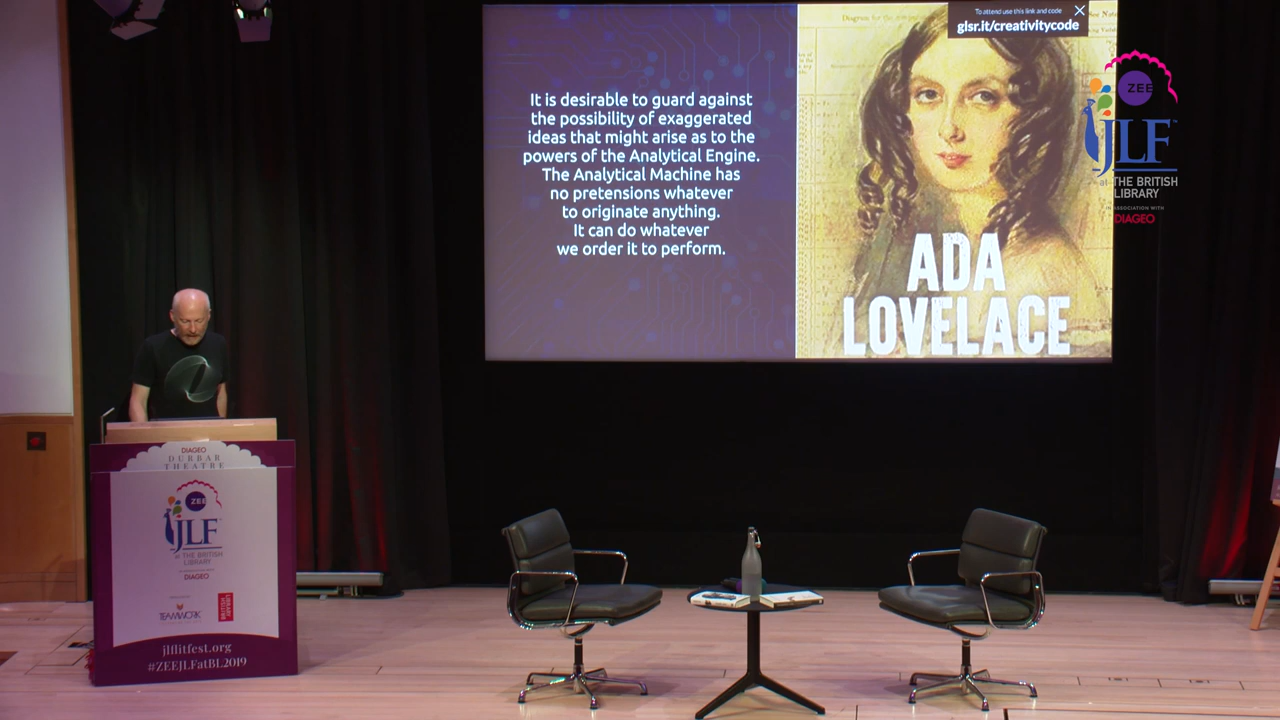 It is desirable to guard against
the possibility of exaggerated
ideas that might arise as to the
powers of the Analytical Engine.
The Analytical Machine has
no pretensions whatever
to originate anything.
It can do whatever
we order it to perform.
To attend use this link and code
glsr.it/creativitycode
ADA
LOVELACE
ZEE
JLF
at THE BRITISH
LIBRARY
IN ASSOCIATION WITH
DIAGEO
DIAGEO
DURBAR
THEATRE
ZEE
JLF
at THE BRITISH
LIBRARY
DIAGEO
TEAMWORK
jlflitfest.org
#ZEEJLFatBL2019